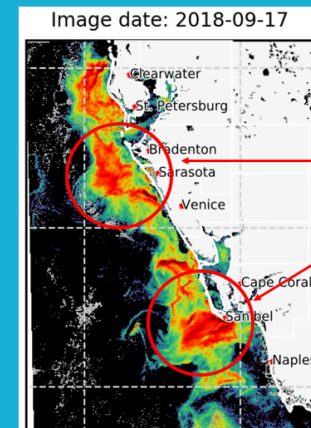 Image date: 2018-09-17
Clearwater
St. Petersburg
Bradenton
Sarasota
Venice
Cape Coral
Sanibel
Naples